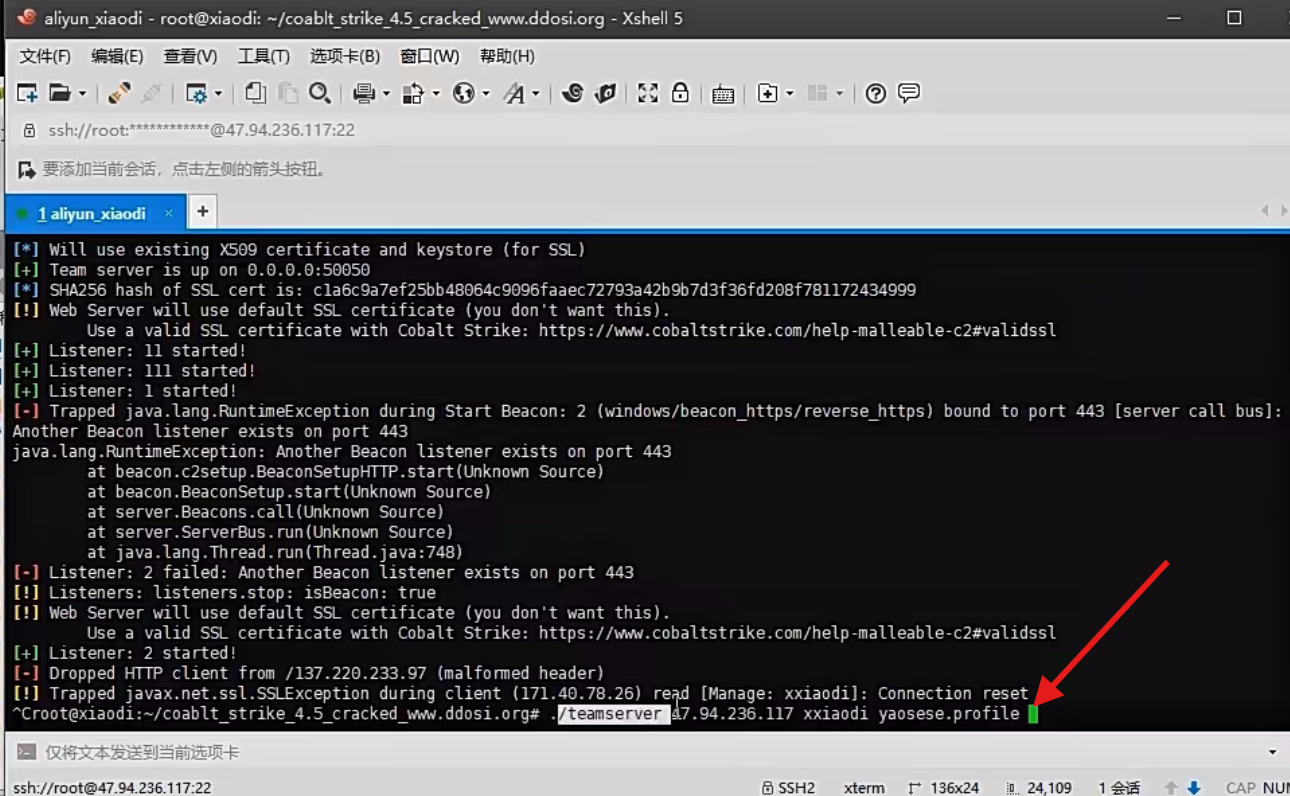 aliyun_xiaodi - root@xiaodi: ~/coablt_strike_4.5_cracked_www.ddosi.org - Xshell 5
文件(F) 编辑(E) 查看(V) 工具(T) 选项卡(B) 窗口(W) 帮助(H)
ssh://root:************@47.94.236.117:22
要添加当前会话，点击左侧的箭头按钮。
1 aliyun_xiaodi × +
[*] Will use existing X509 certificate and keystore (for SSL)
[+] Team server is up on 0.0.0.0:50050
[*] SHA256 hash of SSL cert is: c1a6c9a7ef25bb48064c9096faaec72793a42b9b7d3f36fd208f781172434999
[!] Web Server will use default SSL certificate (you don't want this).
Use a valid SSL certificate with Cobalt Strike: https://www.cobaltstrike.com/help-malleable-c2#validssl
[+] Listener: 11 started!
[+] Listener: 111 started!
[+] Listener: 1 started!
[-] Trapped java.lang.RuntimeException during Start Beacon: 2 (windows/beacon_https/reverse_https) bound to port 443 [server call bus]:
Another Beacon listener exists on port 443
java.lang.RuntimeException: Another Beacon listener exists on port 443
at beacon.c2setup.BeaconSetupHTTP.start(Unknown Source)
at beacon.BeaconSetup.start(Unknown Source)
at server.Beacons.call(Unknown Source)
at server.ServerBus.run(Unknown Source)
at java.lang.Thread.run(Thread.java:748)
[-] Listener: 2 failed: Another Beacon listener exists on port 443
[!] Listeners: listeners.stop: isBeacon: true
[!] Web Server will use default SSL certificate (you don't want this).
Use a valid SSL certificate with Cobalt Strike: https://www.cobaltstrike.com/help-malleable-c2#validssl
[+] Listener: 2 started!
[-] Dropped HTTP client from /137.220.233.97 (malformed header)
[!] Trapped javax.net.ssl.SSLException during client (171.40.78.26) read [Manage: xxiaodi]: Connection reset
^Croot@xiaodi:~/coablt_strike_4.5_cracked_www.ddosi.org# ./teamserver 47.94.236.117 xxiaodi yaosese.profile
仅将文本发送到当前选项卡
ssh://root@47.94.236.117:22 SSH2 xterm 136x24 24,109 1 会话 CAP NUM